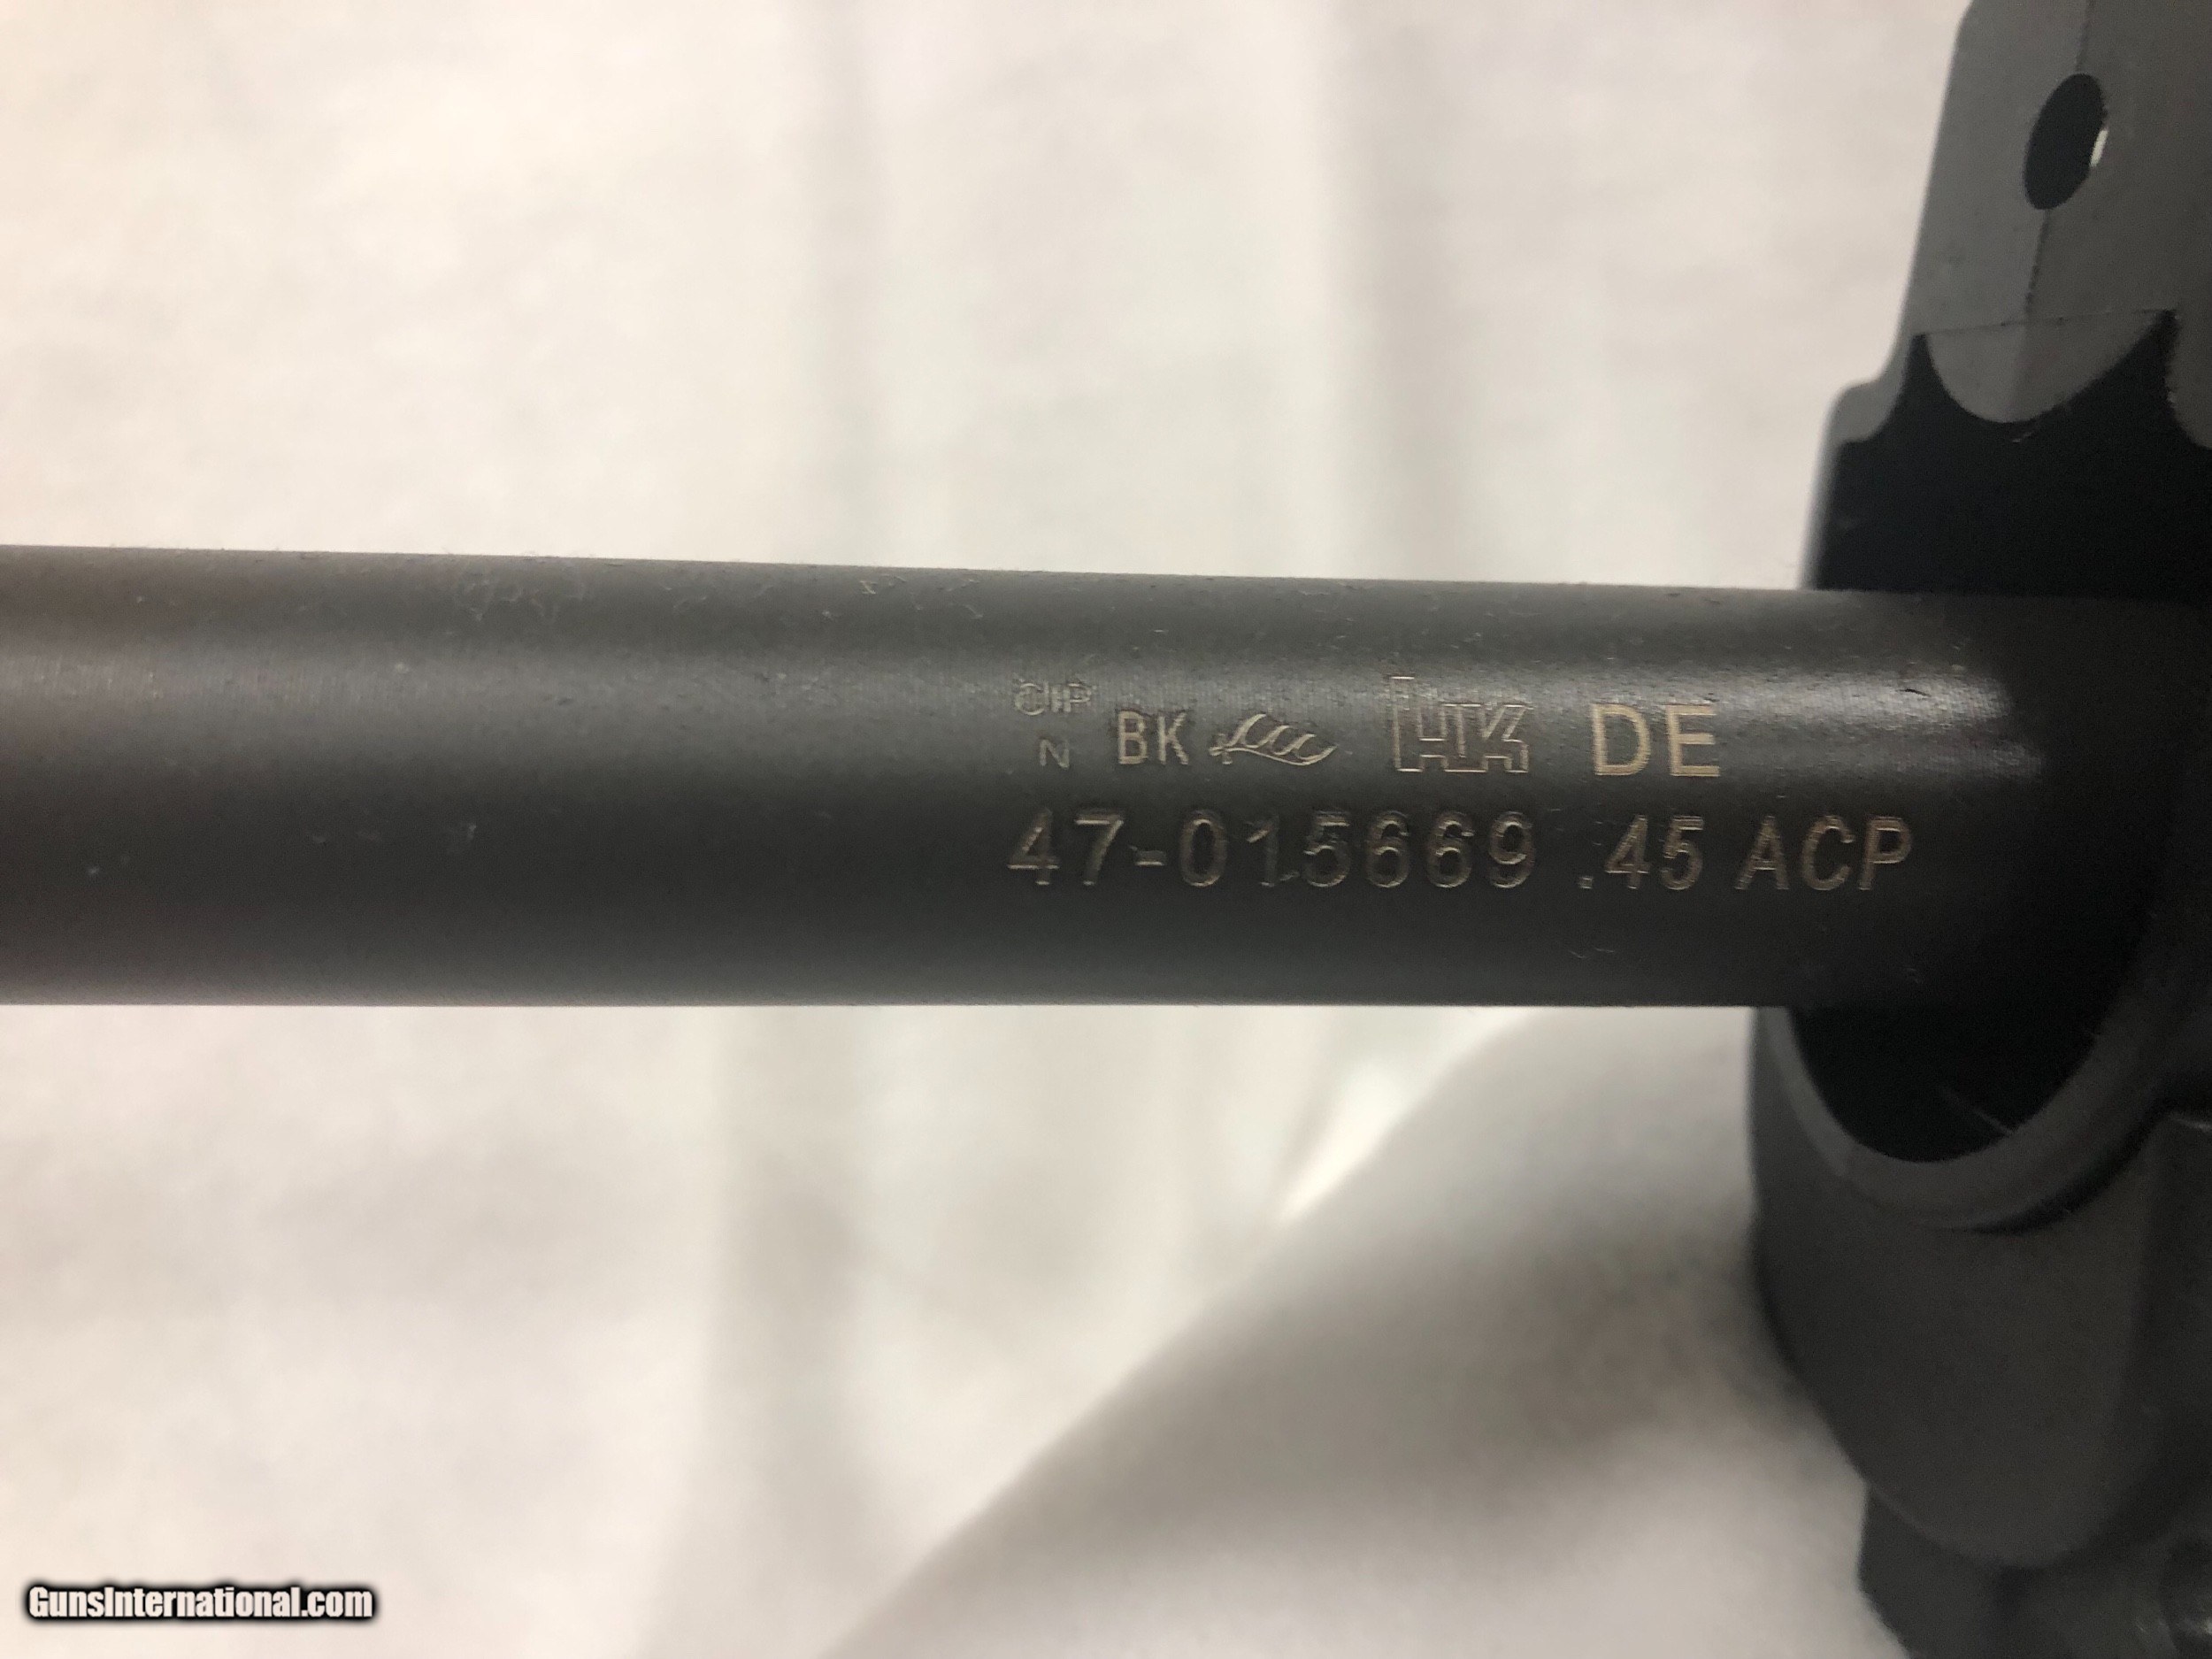 CIP
N BK HK DE
47-015669 .45 ACP
GunsInternational.com